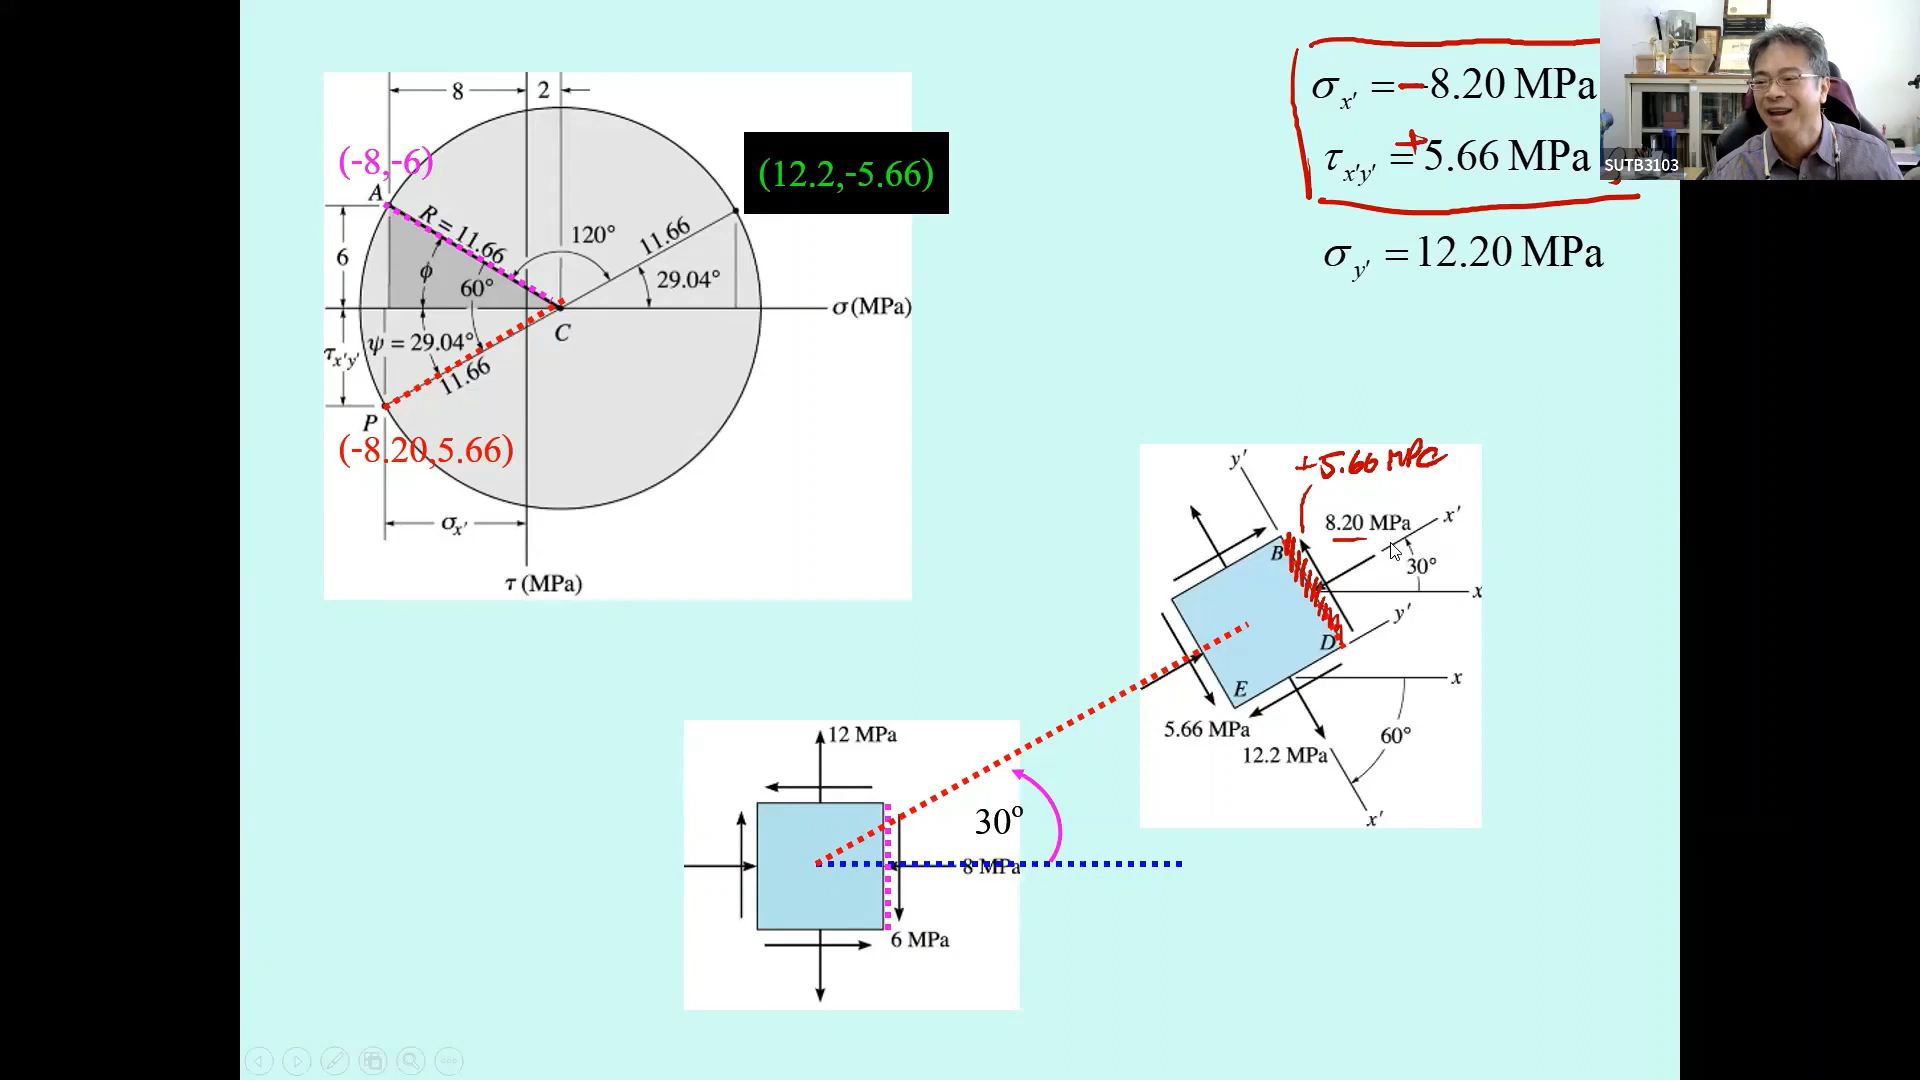 8
2
(-8,-6)
A
R = 11.66
120°
11.66
6
ϕ
60°
29.04°
σ (MPa)
C
τx'y'
ψ = 29.04°
11.66
P
(-8.20,5.66)
σx'
τ (MPa)
(12.2,-5.66)
σx' = -8.20 MPa
τx'y' = +5.66 MPa
σy' = 12.20 MPa
SUTB3103
y'
+5.66 MPa
8.20 MPa
x'
B
30°
x
y'
D
x
E
5.66 MPa
60°
12.2 MPa
x'
12 MPa
30°
8 MPa
6 MPa